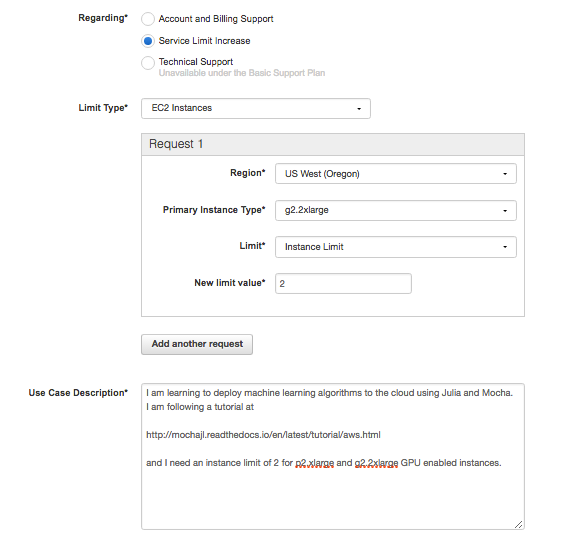 Regarding*
Account and Billing Support
Service Limit Increase
Technical Support
Unavailable under the Basic Support Plan
Limit Type*
EC2 Instances
Request 1
Region*
US West (Oregon)
Primary Instance Type*
g2.2xlarge
Limit*
Instance Limit
New limit value*
2
Add another request
Use Case Description*
I am learning to deploy machine learning algorithms to the cloud using Julia and Mocha.
I am following a tutorial at
http://mochajl.readthedocs.io/en/latest/tutorial/aws.html
and I need an instance limit of 2 for p2.xlarge and g2.2xlarge GPU enabled instances.